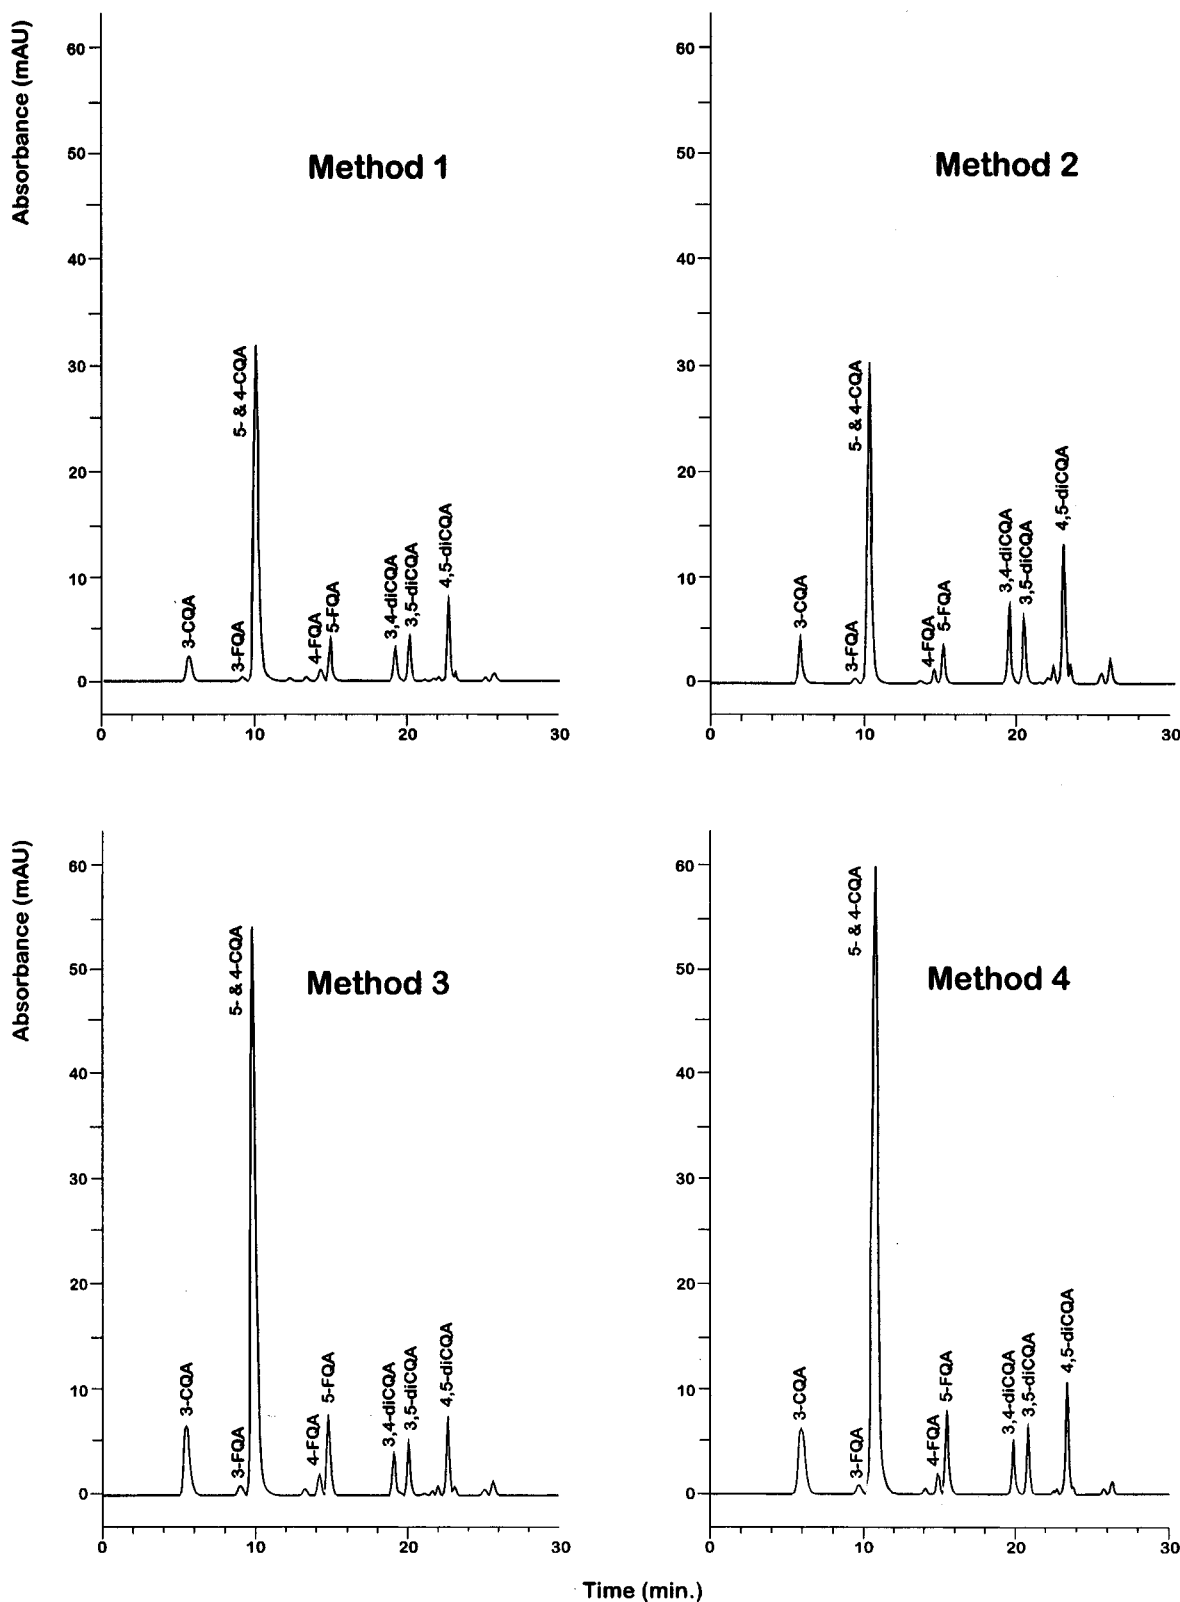 Absorbance (mAU)
60
50
40
30
20
10
0
Method 1
3-CQA
3-FQA
5- & 4-CQA
4-FQA
5-FQA
3,4-diCQA
3,5-diCQA
4,5-diCQA
0
10
20
30
60
50
40
30
20
10
0
Method 2
3-CQA
3-FQA
5- & 4-CQA
4-FQA
5-FQA
3,4-diCQA
3,5-diCQA
4,5-diCQA
0
10
20
30
Absorbance (mAU)
60
50
40
30
20
10
0
Method 3
3-CQA
3-FQA
5- & 4-CQA
4-FQA
5-FQA
3,4-diCQA
3,5-diCQA
4,5-diCQA
0
10
20
30
60
50
40
30
20
10
0
Method 4
3-CQA
3-FQA
5- & 4-CQA
4-FQA
5-FQA
3,4-diCQA
3,5-diCQA
4,5-diCQA
0
10
20
30
Time (min.)